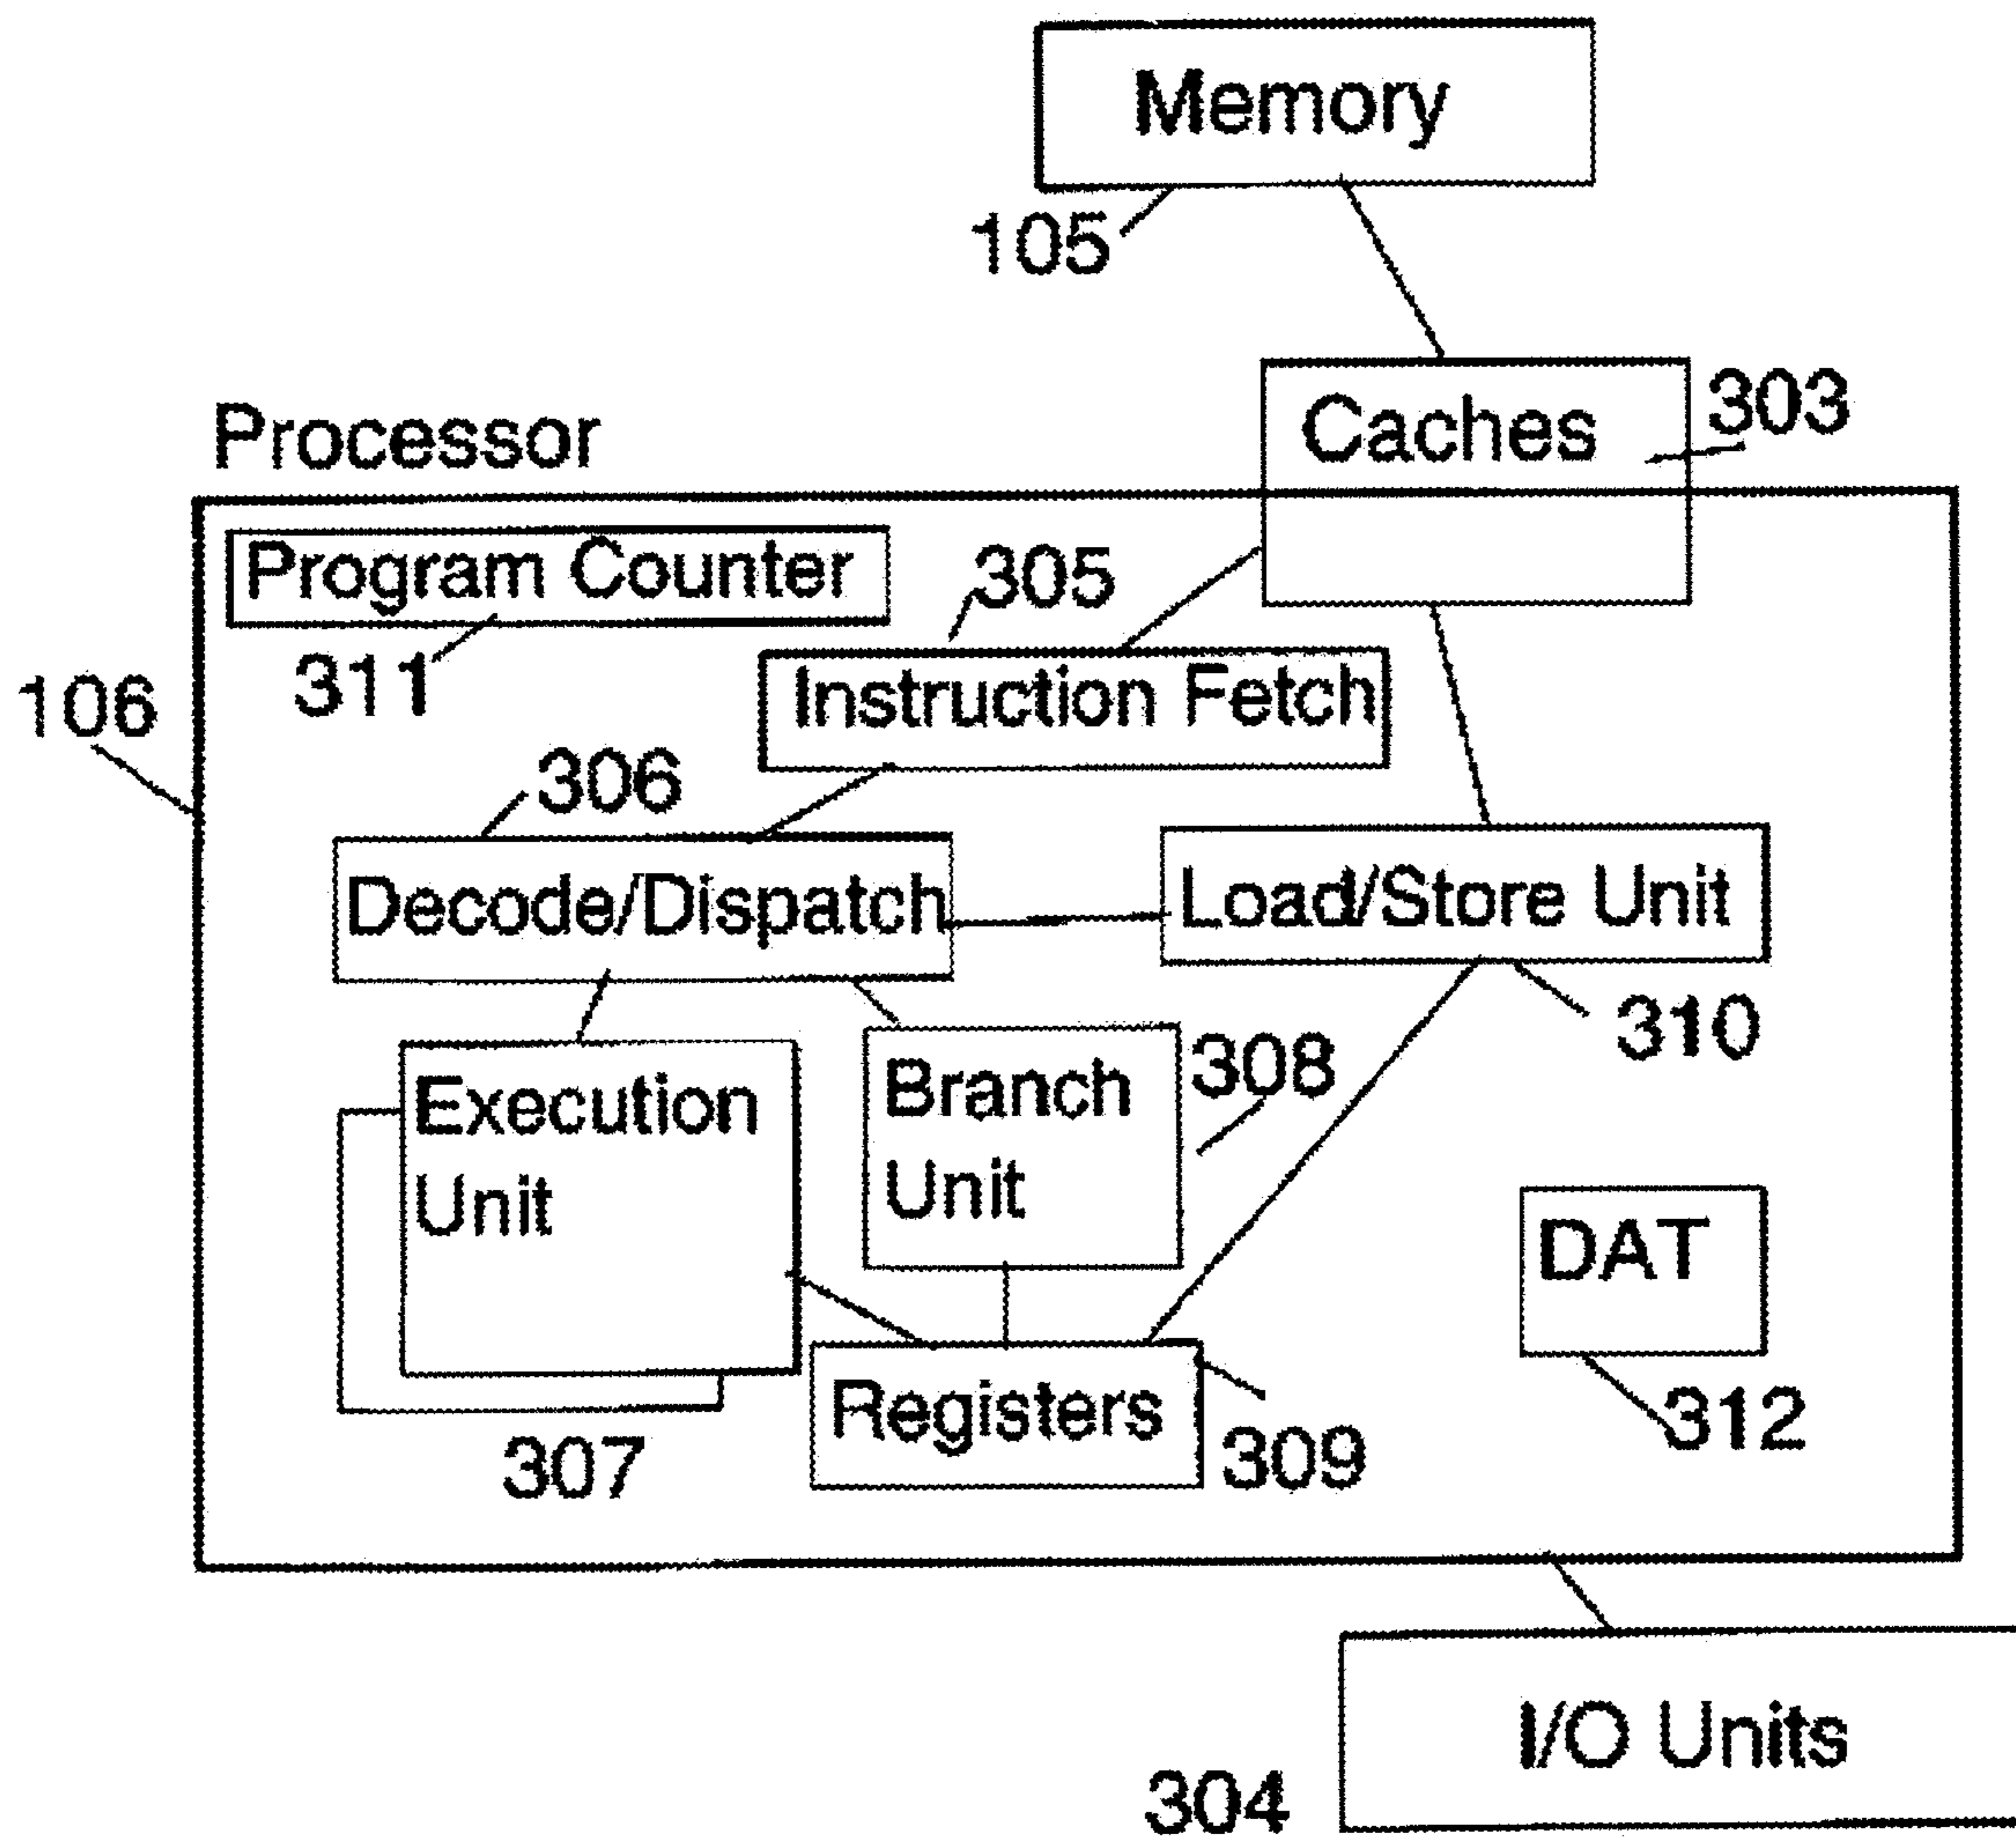 Memory
105
Caches
303
Processor
Program Counter
311
305
Instruction Fetch
106
306
Decode/Dispatch
Load/Store Unit
310
Execution
Unit
307
Branch
Unit
308
DAT
312
Registers
309
I/O Units
304